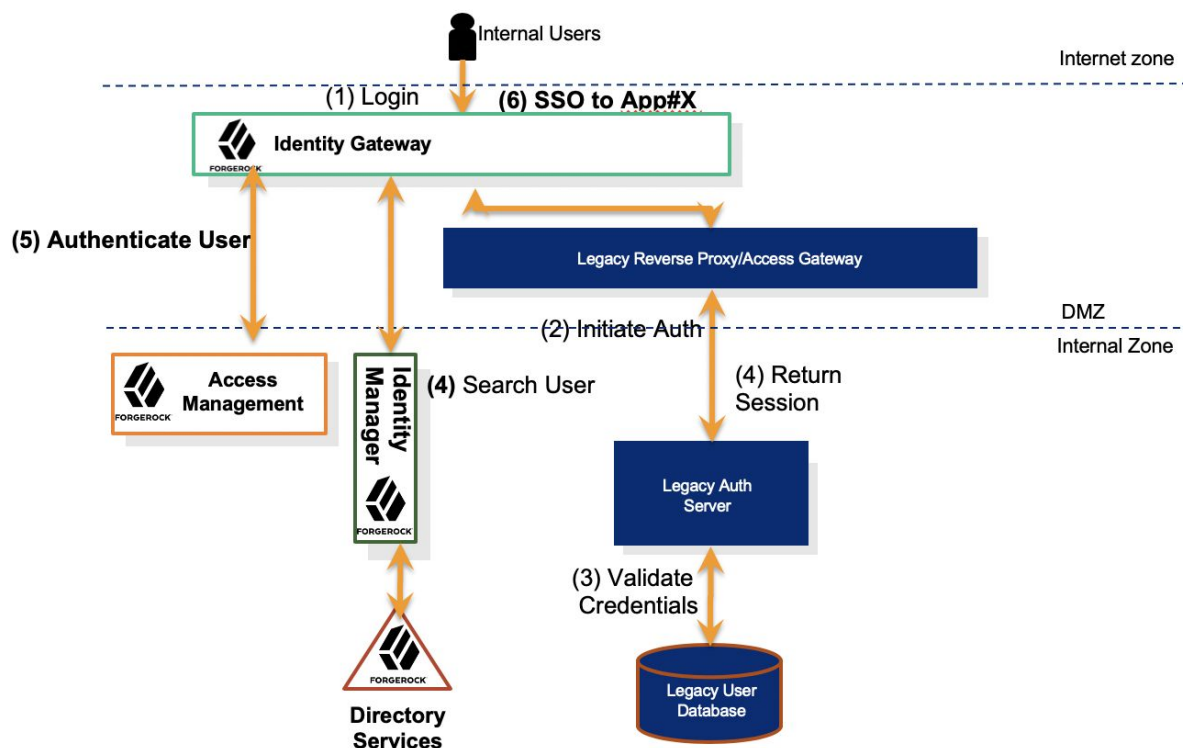 Internal Users
Internet zone
(1) Login
(6) SSO to App#X
Identity Gateway
FORGEROCK
(5) Authenticate User
Legacy Reverse Proxy/Access Gateway
DMZ
(2) Initiate Auth
Internal Zone
Access
Management
FORGEROCK
Identity
Manager
FORGEROCK
(4) Search User
(4) Return
Session
Legacy Auth
Server
(3) Validate
Credentials
FORGEROCK
Directory
Services
Legacy User
Database